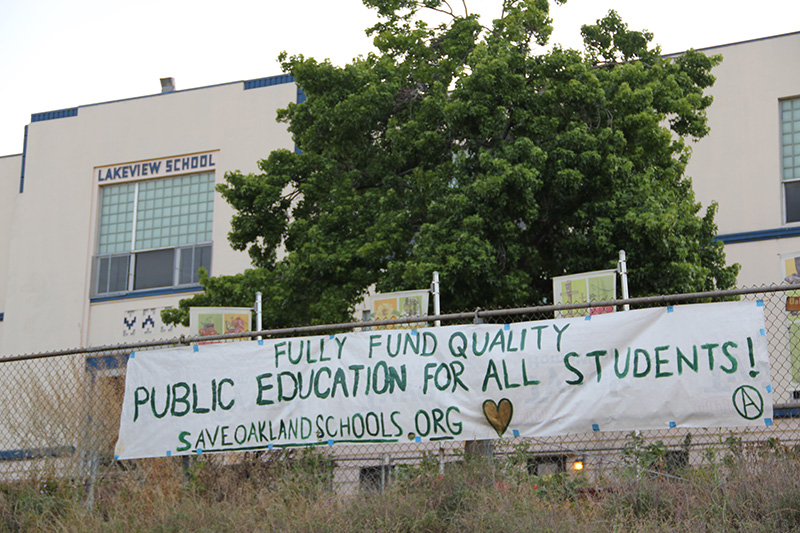 LAKEVIEW SCHOOL
FULLY FUND QUALITY
PUBLIC EDUCATION FOR ALL STUDENTS!
SAVEOAKLANDSCHOOLS.ORG
A